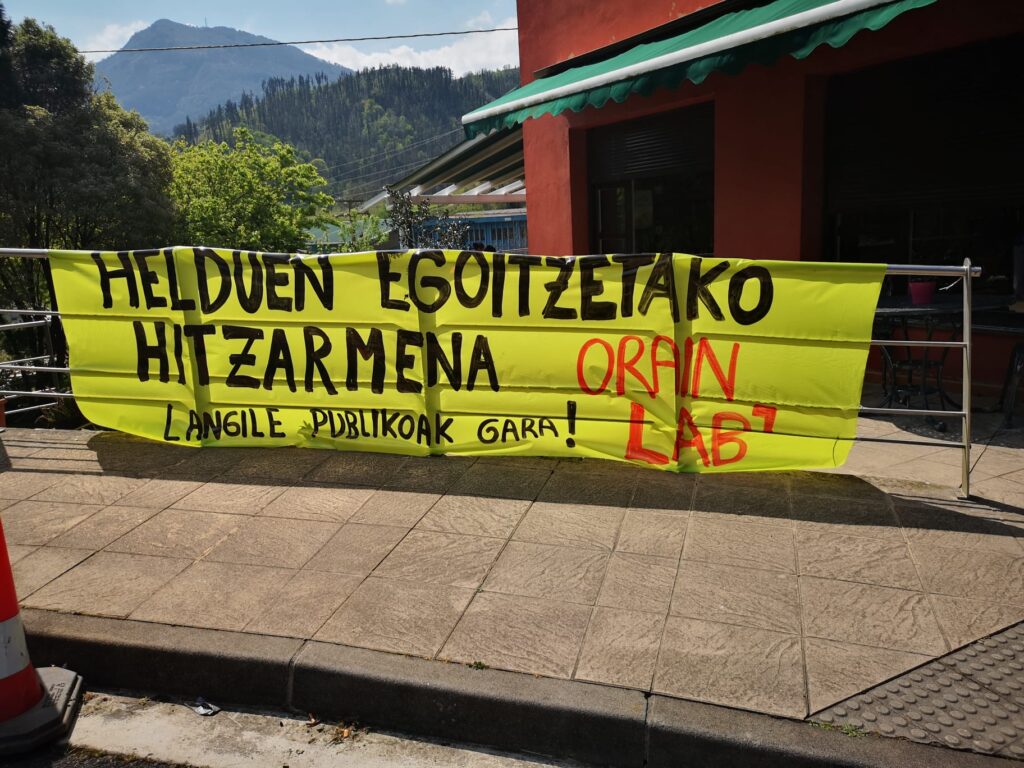 HELDUEN EGOITZETAKO
HITZARMENA ORAIN
LANGILE PUBLIKOAK GARA! LAB